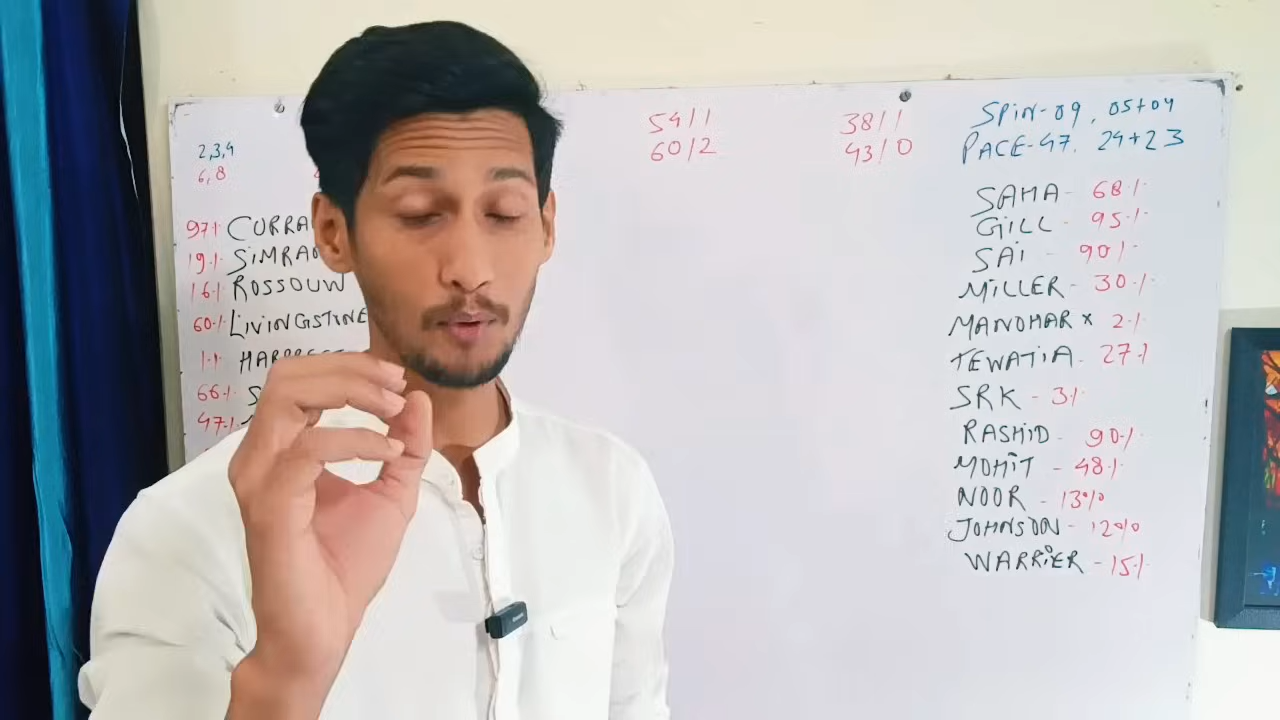 2,3,4
6,8
97% CURRA
19% SIMRA
16% ROSSOUW
60% LIVINGSTONE
1%
66% S
47%
54/1
60/2
38/1
43/0
SPIN-09, 05+04
PACE-47. 24+23
SAHA - 68%
GILL - 95%
SAI - 90%
MILLER - 30%
MANOHAR x 2%
TEWATIA - 27%
SRK - 3%
RASHID - 90%
MOHIT - 48%
NOOR - 13%
JOHNSON - 12%
WARRIER - 15%